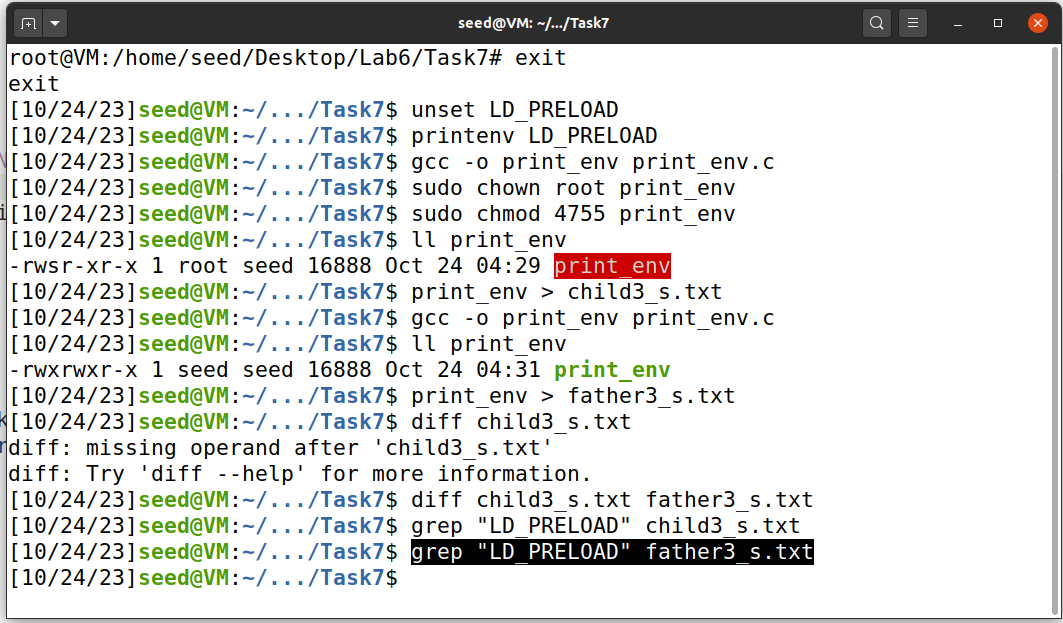 seed@VM: ~/.../Task7
root@VM:/home/seed/Desktop/Lab6/Task7# exit
exit
[10/24/23]seed@VM:~/.../Task7$ unset LD_PRELOAD
[10/24/23]seed@VM:~/.../Task7$ printenv LD_PRELOAD
[10/24/23]seed@VM:~/.../Task7$ gcc -o print_env print_env.c
[10/24/23]seed@VM:~/.../Task7$ sudo chown root print_env
[10/24/23]seed@VM:~/.../Task7$ sudo chmod 4755 print_env
[10/24/23]seed@VM:~/.../Task7$ ll print_env
-rwsr-xr-x 1 root seed 16888 Oct 24 04:29 print_env
[10/24/23]seed@VM:~/.../Task7$ print_env > child3_s.txt
[10/24/23]seed@VM:~/.../Task7$ gcc -o print_env print_env.c
[10/24/23]seed@VM:~/.../Task7$ ll print_env
-rwxrwxr-x 1 seed seed 16888 Oct 24 04:31 print_env
[10/24/23]seed@VM:~/.../Task7$ print_env > father3_s.txt
[10/24/23]seed@VM:~/.../Task7$ diff child3_s.txt
diff: missing operand after 'child3_s.txt'
diff: Try 'diff --help' for more information.
[10/24/23]seed@VM:~/.../Task7$ diff child3_s.txt father3_s.txt
[10/24/23]seed@VM:~/.../Task7$ grep "LD_PRELOAD" child3_s.txt
[10/24/23]seed@VM:~/.../Task7$ grep "LD_PRELOAD" father3_s.txt
[10/24/23]seed@VM:~/.../Task7$